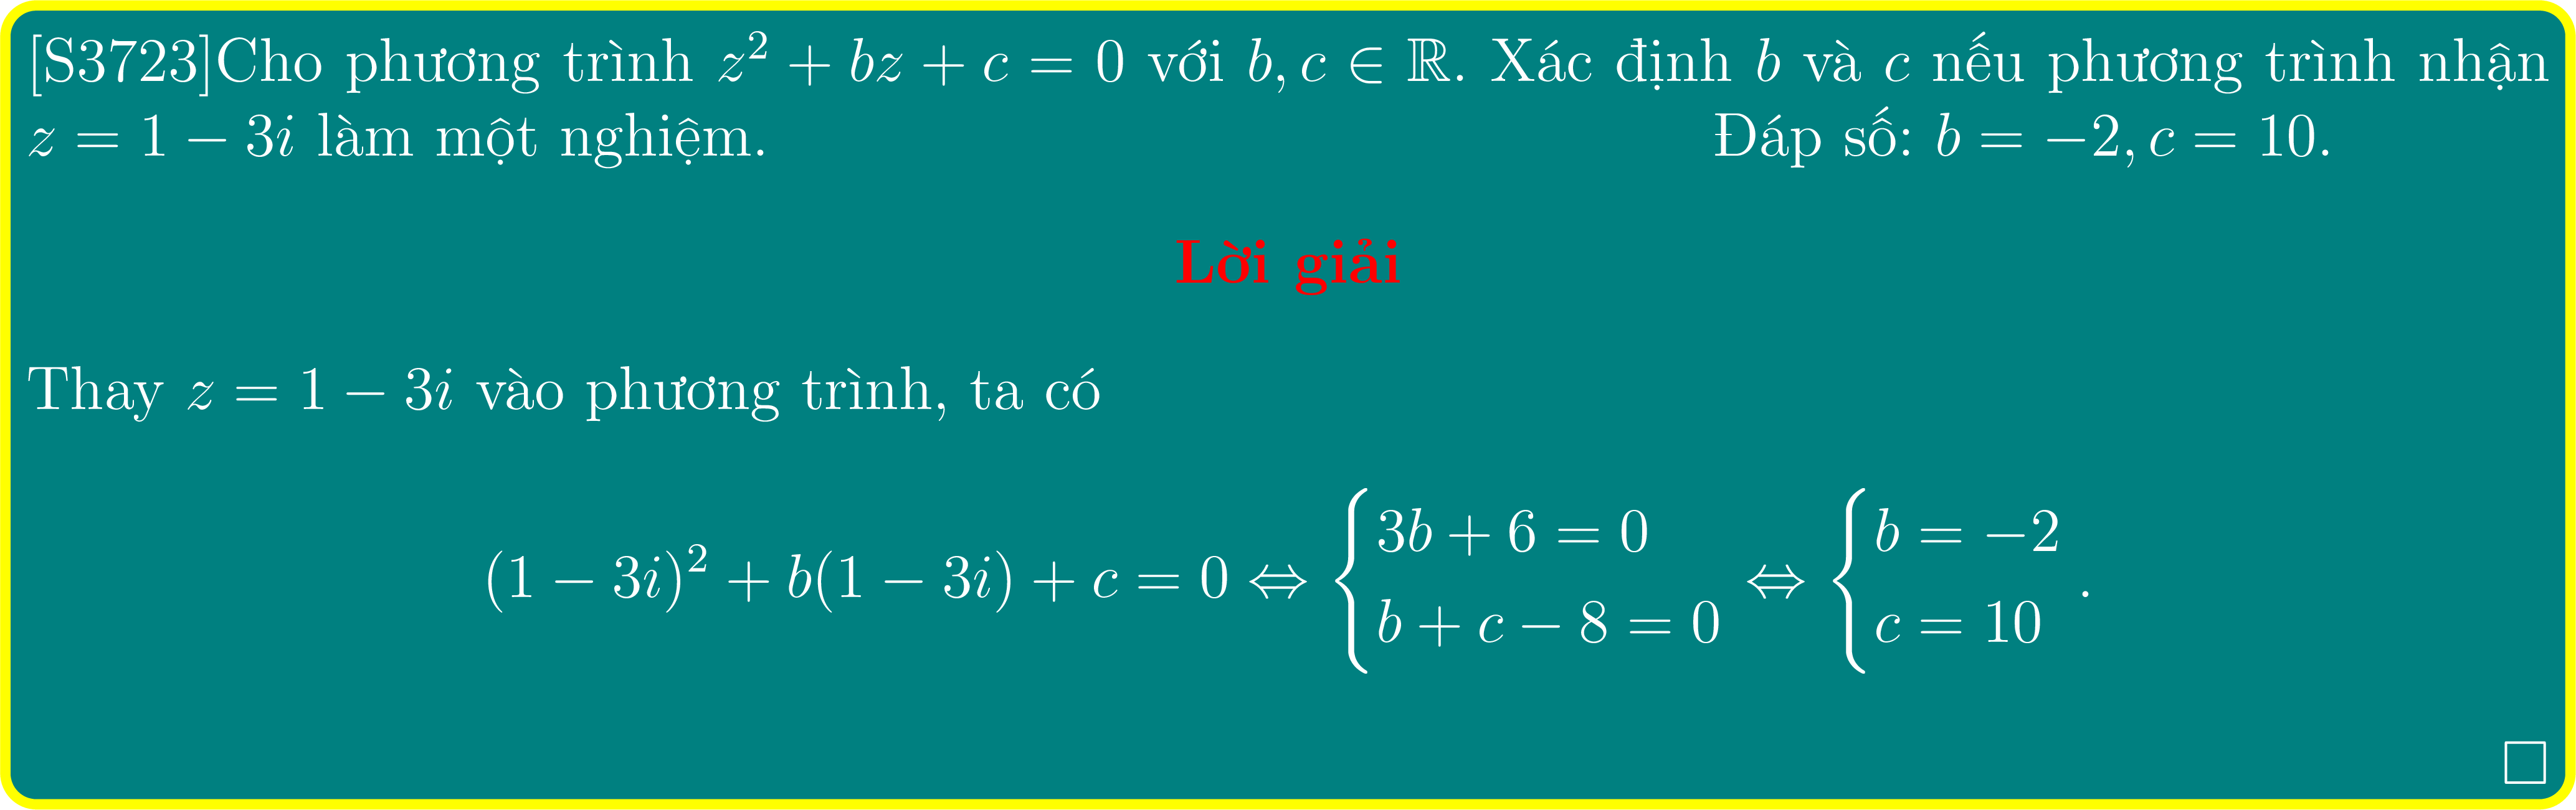 [S3723]Cho phương trình $z^2 + bz + c = 0$ với $b, c \in \mathbb{R}$. Xác định $b$ và $c$ nếu phương trình nhận
$z = 1 - 3i$ làm một nghiệm. Đáp số: $b = -2, c = 10$.
Lời giải
Thay $z = 1 - 3i$ vào phương trình, ta có
$(1 - 3i)^2 + b(1 - 3i) + c = 0 \Leftrightarrow \begin{cases} 3b + 6 = 0 \\ b + c - 8 = 0 \end{cases} \Leftrightarrow \begin{cases} b = -2 \\ c = 10 \end{cases}.$
□